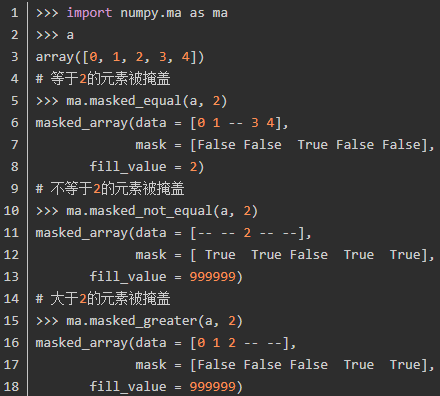 1 >>> import numpy.ma as ma
2 >>> a
3 array([0, 1, 2, 3, 4])
4 # 等于2的元素被掩盖
5 >>> ma.masked_equal(a, 2)
6 masked_array(data = [0 1 -- 3 4],
7              mask = [False False  True False False],
8        fill_value = 2)
9 # 不等于2的元素被掩盖
10 >>> ma.masked_not_equal(a, 2)
11 masked_array(data = [-- -- 2 -- --],
12              mask = [ True  True False  True  True],
13        fill_value = 999999)
14 # 大于2的元素被掩盖
15 >>> ma.masked_greater(a, 2)
16 masked_array(data = [0 1 2 -- --],
17              mask = [False False False  True  True],
18        fill_value = 999999)